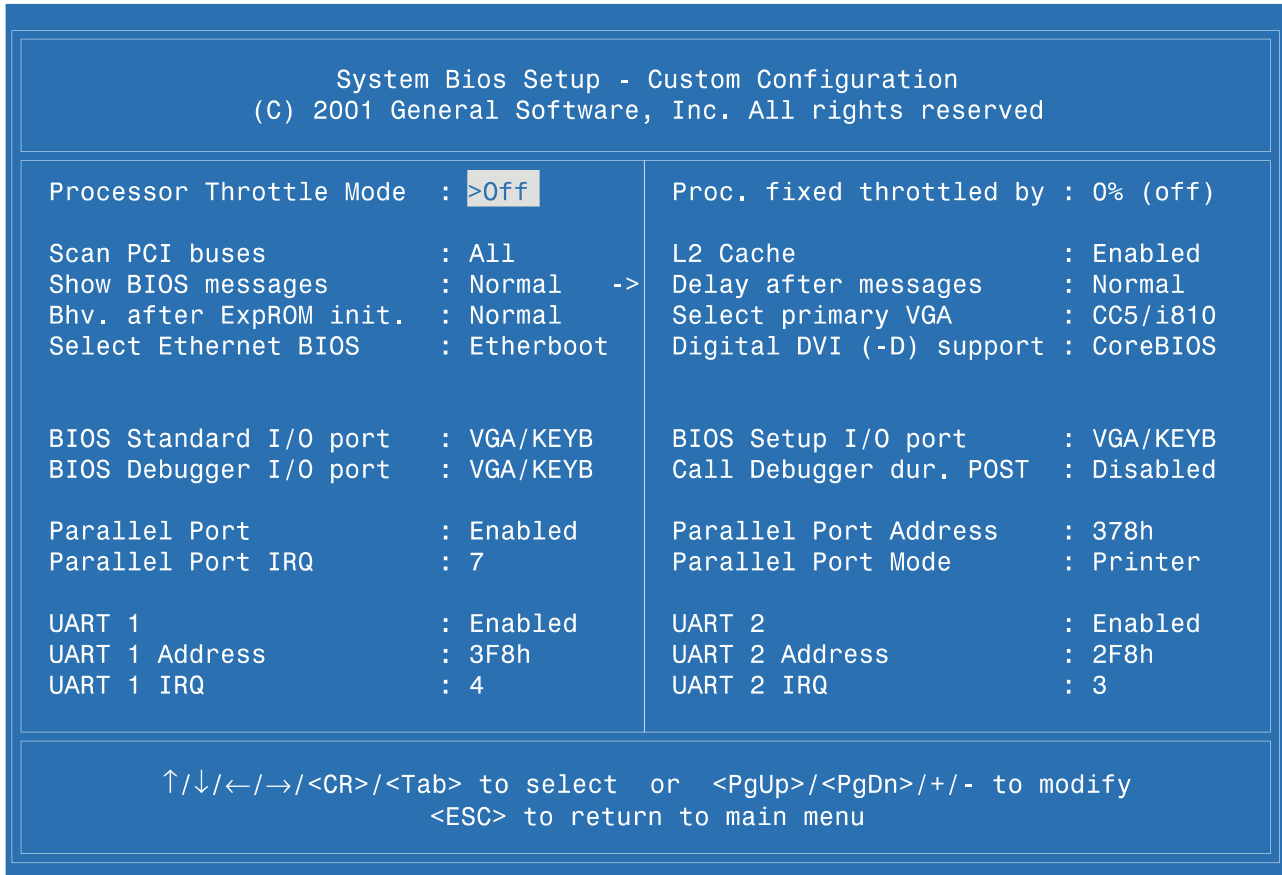 System Bios Setup - Custom Configuration
(C) 2001 General Software, Inc. All rights reserved
Processor Throttle Mode : >Off Proc. fixed throttled by : 0% (off)
Scan PCI buses : All L2 Cache : Enabled
Show BIOS messages : Normal -> Delay after messages : Normal
Bhv. after ExpROM init. : Normal Select primary VGA : CC5/i810
Select Ethernet BIOS : Etherboot Digital DVI (-D) support : CoreBIOS
BIOS Standard I/O port : VGA/KEYB BIOS Setup I/O port : VGA/KEYB
BIOS Debugger I/O port : VGA/KEYB Call Debugger dur. POST : Disabled
Parallel Port : Enabled Parallel Port Address : 378h
Parallel Port IRQ : 7 Parallel Port Mode : Printer
UART 1 : Enabled UART 2 : Enabled
UART 1 Address : 3F8h UART 2 Address : 2F8h
UART 1 IRQ : 4 UART 2 IRQ : 3
↑/↓/←/→/<CR>/<Tab> to select or <PgUp>/<PgDn>/+/- to modify
<ESC> to return to main menu